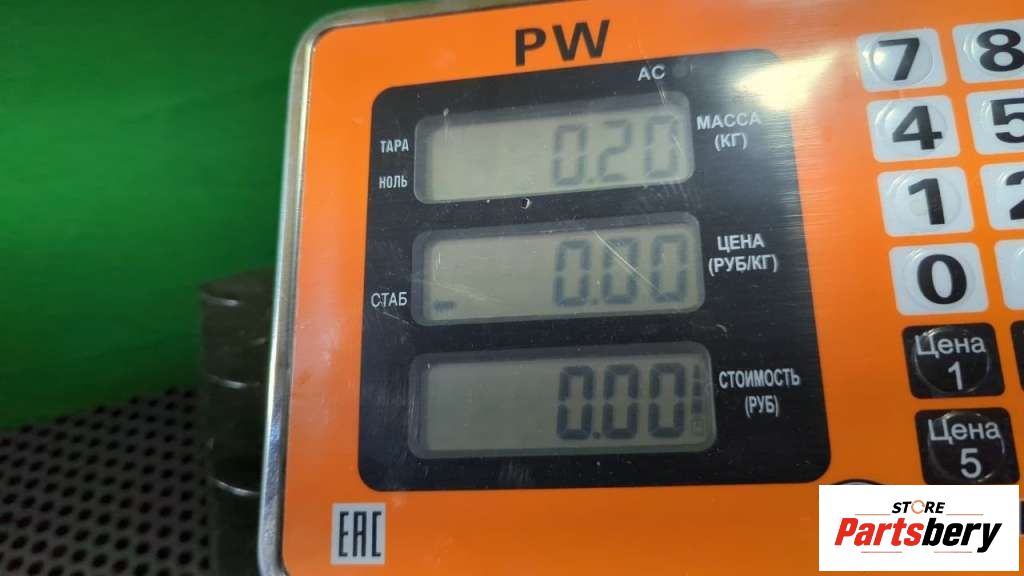 PW
AC
ТАРА
НОЛЬ
0.20
МАССА
(КГ)
СТАБ
0.00
ЦЕНА
(РУБ/КГ)
0.00
СТОИМОСТЬ
(РУБ)
7 8
4 5
1 2
0
Цена
1
Цена
5
EAC
STORE
Partsbery